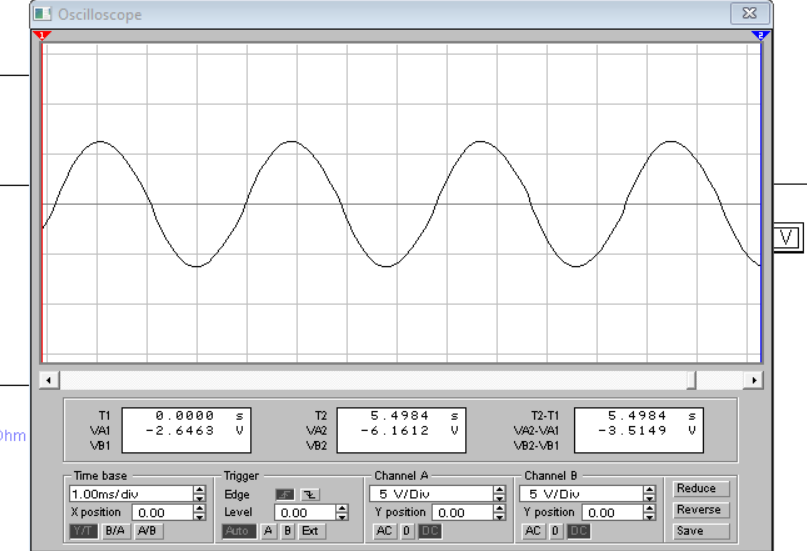 Oscilloscope
1 2
V
T1 0.0000 s T2 5.4984 s T2-T1 5.4984 s
VA1 -2.6463 V VA2 -6.1612 V VA2-VA1 -3.5149 V
VB1 VB2 VB2-VB1
Ohm
Time base Trigger Channel A Channel B
1.00ms/div Edge 5 V/Div 5 V/Div Reduce
X position 0.00 Level 0.00 Y position 0.00 Y position 0.00 Reverse
Y/T B/A A/B Auto A B Ext AC 0 DC AC 0 DC Save